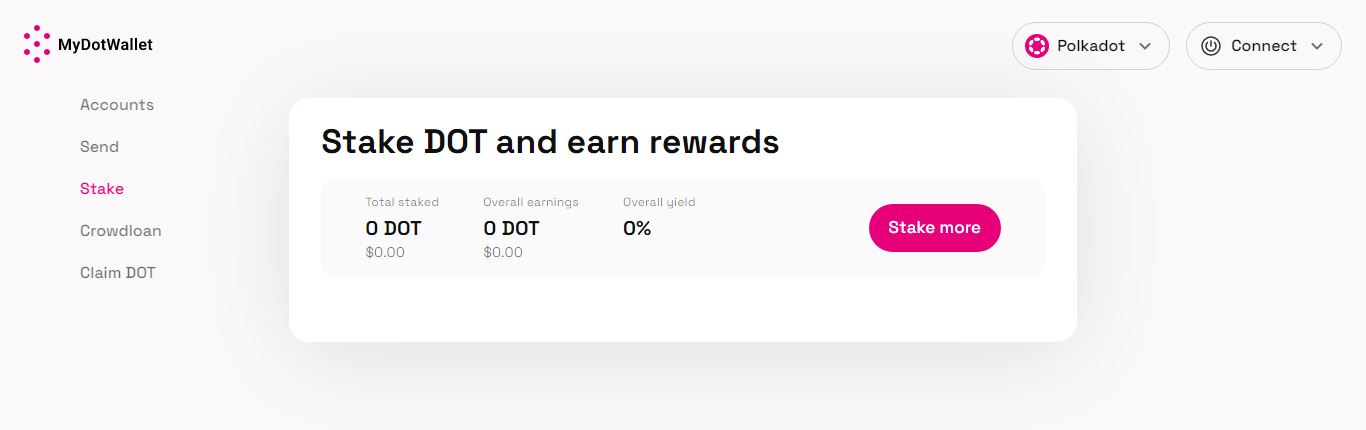 MyDotWallet
Polkadot
Connect
Accounts
Send
Stake
Crowdloan
Claim DOT
Stake DOT and earn rewards
Total staked
0 DOT
$0.00
Overall earnings
0 DOT
$0.00
Overall yield
0%
Stake more